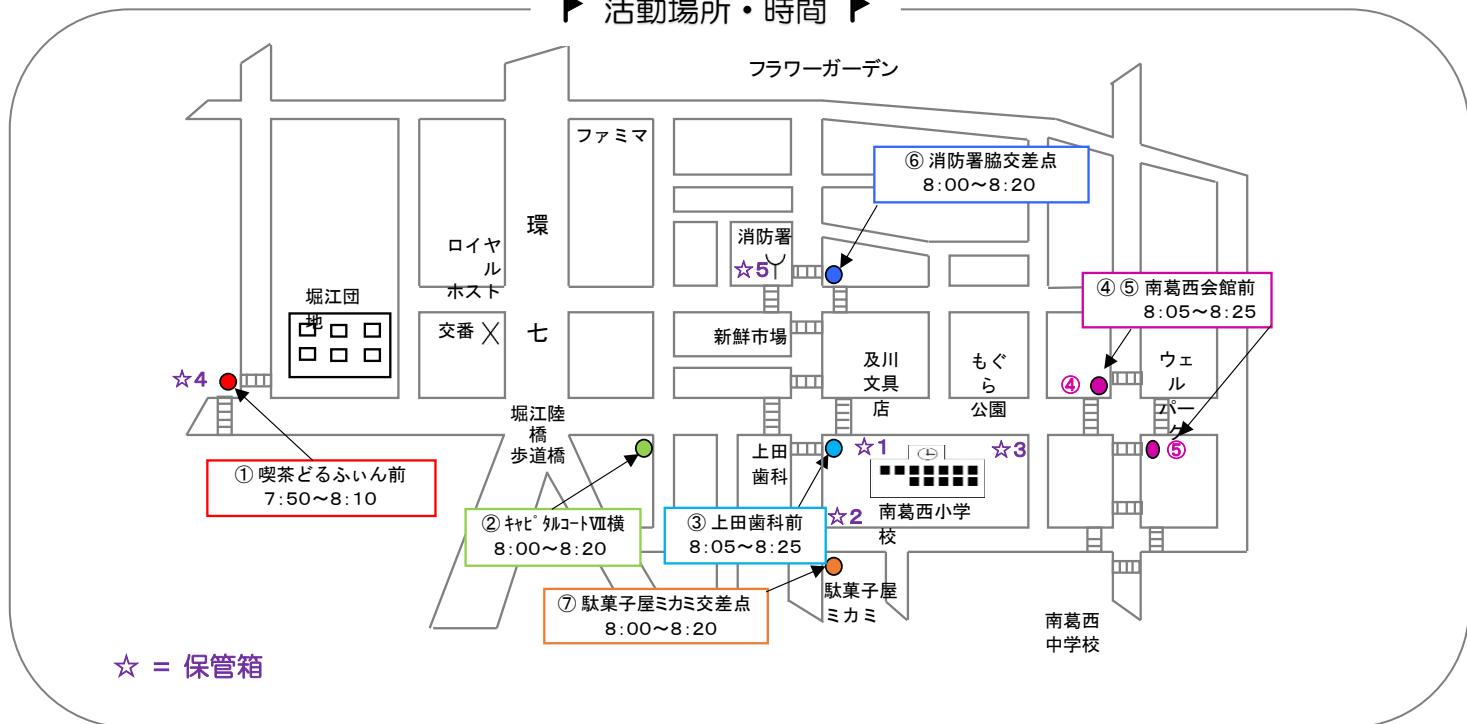 活動場所・時間
フラワーガーデン
ファミマ
⑥ 消防署脇交差点
8:00～8:20
環
七
消防署
☆5
ロイヤ
ル
ホスト
④ ⑤ 南葛西会館前
8:05～8:25
堀江団
地
交番
新鮮市場
及川
文具
店
もぐ
ら
公園
ウェ
ル
パー
ク
☆4
④
堀江陸
橋
歩道橋
上田
歯科
☆1
☆3
⑤
① 喫茶どるふぃん前
7:50～8:10
② ｷｬﾋﾟﾀﾙコートⅦ横
8:00～8:20
③ 上田歯科前
8:05～8:25
☆2
南葛西小学
校
⑦ 駄菓子屋ミカミ交差点
8:00～8:20
駄菓子屋
ミカミ
南葛西
中学校
☆ = 保管箱